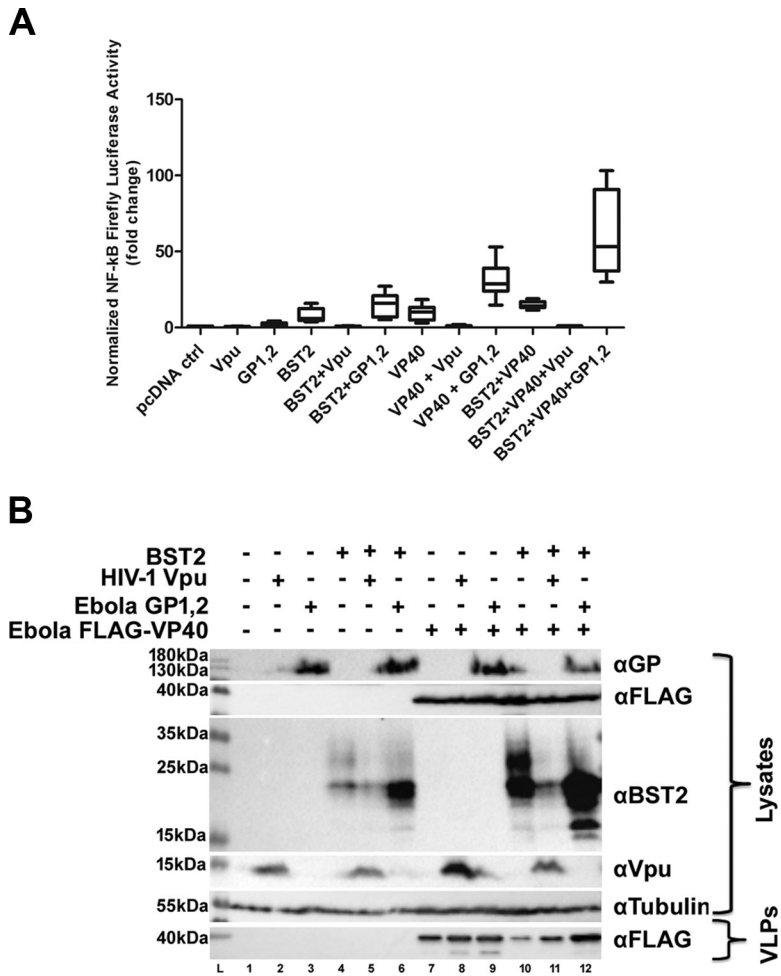 A
Normalized NF-kB Firefly Luciferase Activity
(fold change)
150
100
50
0
pcDNA ctrl
Vpu
GP1,2
BST2
BST2+Vpu
BST2+GP1,2
VP40
VP40 + Vpu
VP40 + GP1,2
BST2+VP40
BST2+VP40+Vpu
BST2+VP40+GP1,2
B
BST2 - - - + + + - - - + + +
HIV-1 Vpu - + - - + - - + - - + -
Ebola GP1,2 - - + - - + - - + - - +
Ebola FLAG-VP40 - - - - - - + + + + + +
180kDa
130kDa
αGP
40kDa
αFLAG
35kDa
25kDa
15kDa
αBST2
15kDa
αVpu
55kDa
αTubulin
40kDa
αFLAG
Lysates
VLPs
L 1 2 3 4 5 6 7 8 9 10 11 12